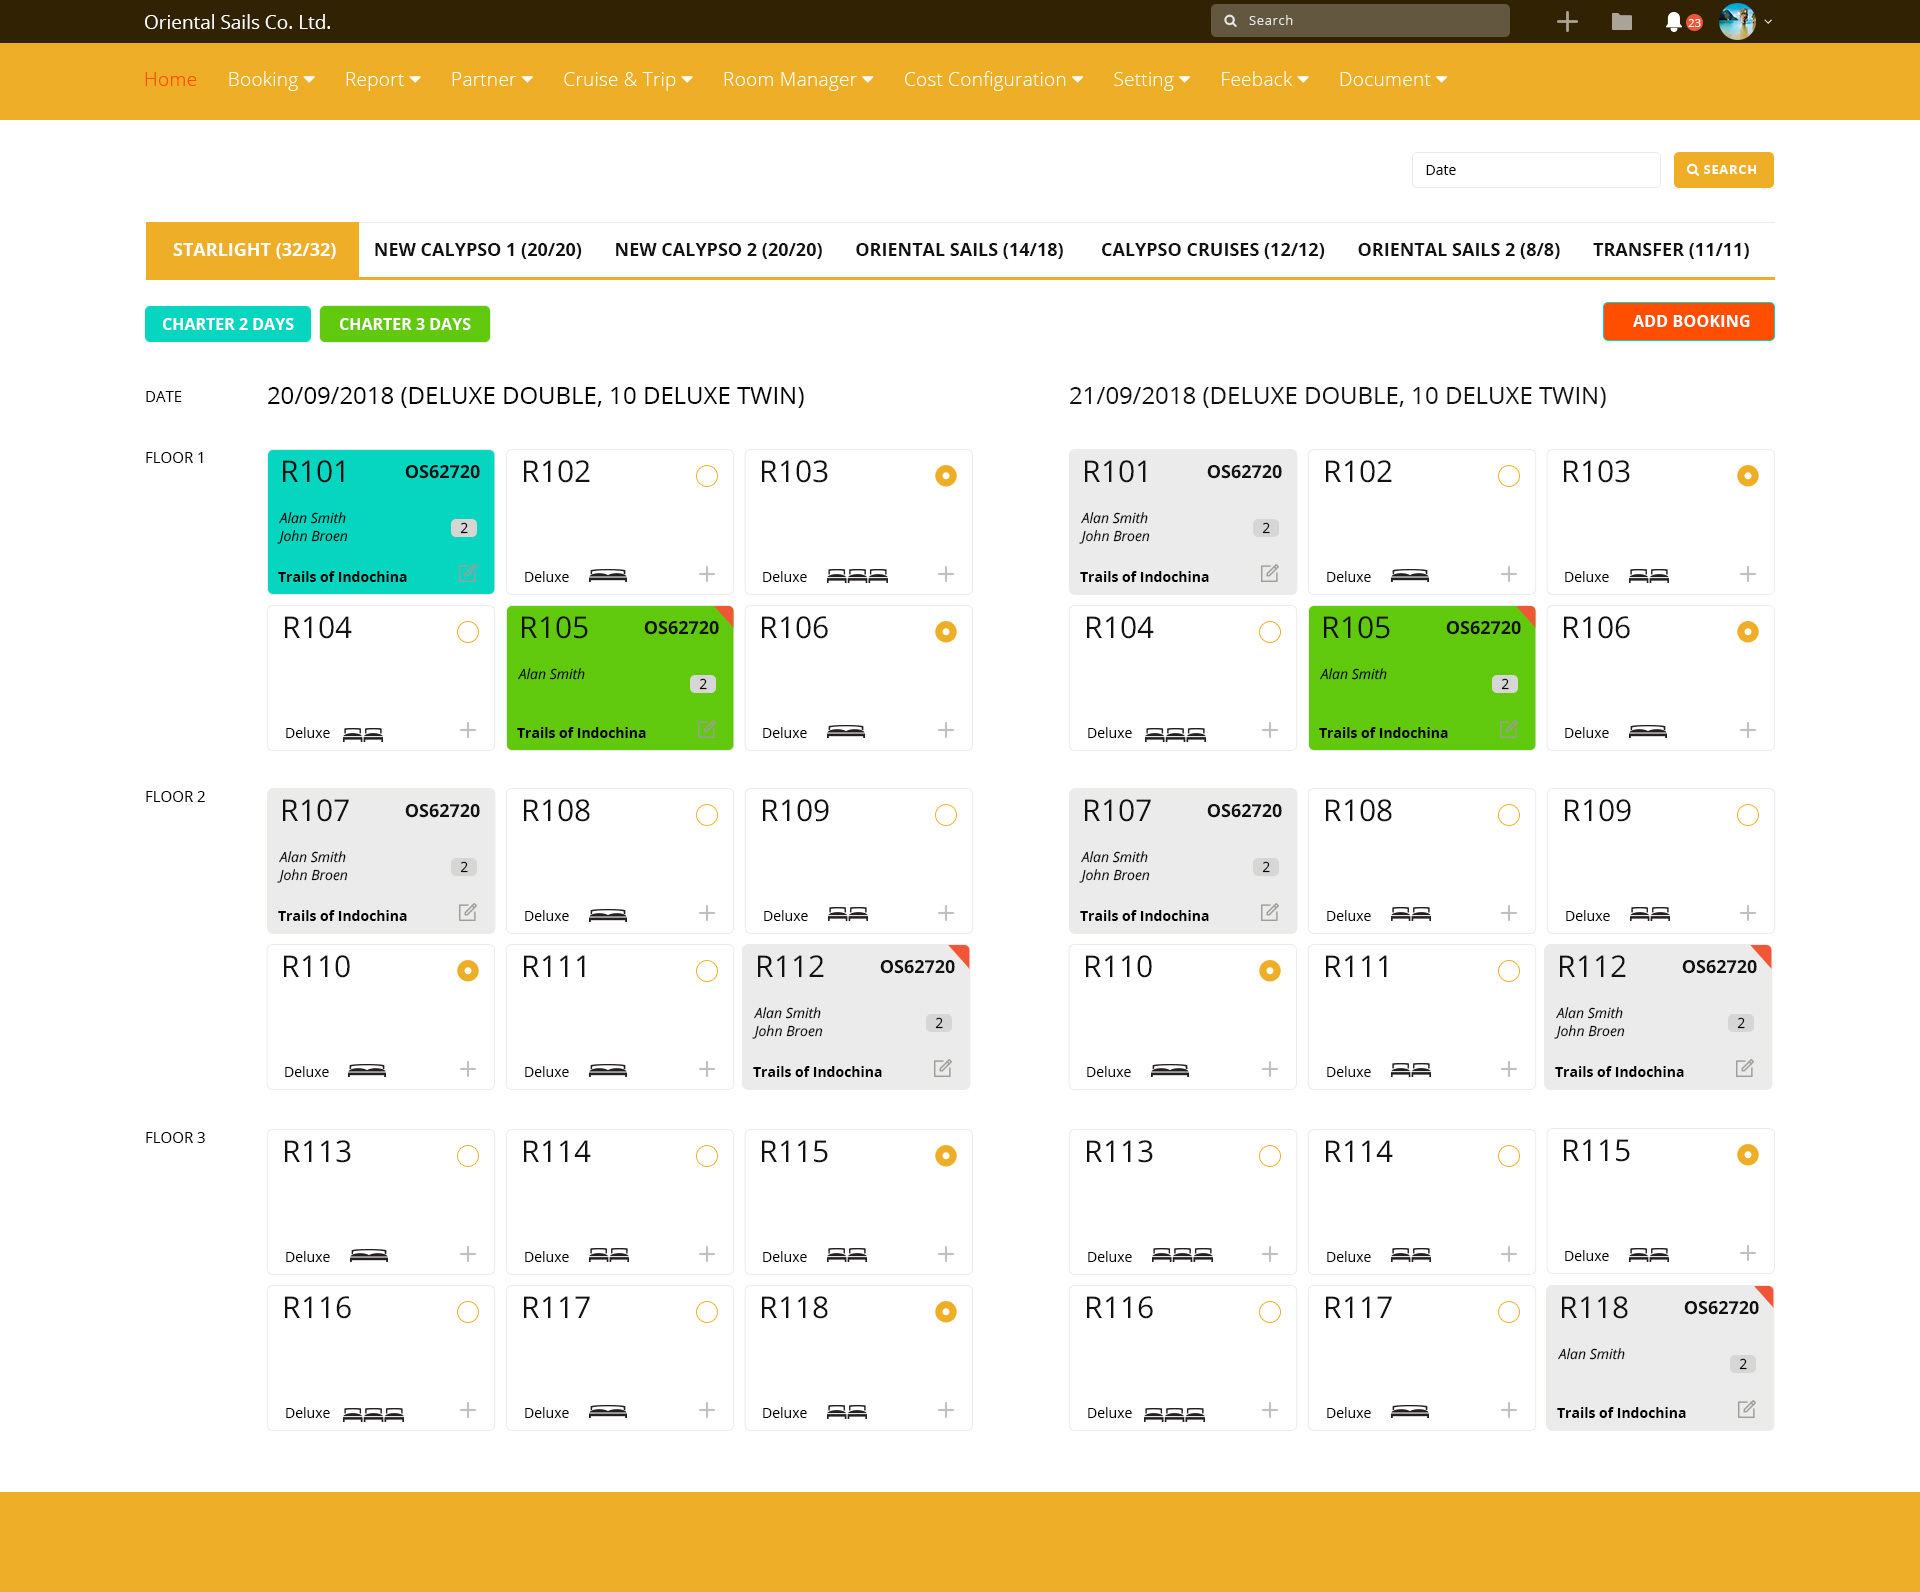 Oriental Sails Co. Ltd.
Search
23
Home Booking Report Partner Cruise & Trip Room Manager Cost Configuration Setting Feeback Document
Date
SEARCH
STARLIGHT (32/32) NEW CALYPSO 1 (20/20) NEW CALYPSO 2 (20/20) ORIENTAL SAILS (14/18) CALYPSO CRUISES (12/12) ORIENTAL SAILS 2 (8/8) TRANSFER (11/11)
CHARTER 2 DAYS CHARTER 3 DAYS ADD BOOKING
DATE 20/09/2018 (DELUXE DOUBLE, 10 DELUXE TWIN) 21/09/2018 (DELUXE DOUBLE, 10 DELUXE TWIN)
FLOOR 1
R101 OS62720 R102 R103 R101 OS62720 R102 R103
Alan Smith Alan Smith
John Broen 2 John Broen 2
Trails of Indochina Deluxe Deluxe Trails of Indochina Deluxe Deluxe
R104 R105 OS62720 R106 R104 R105 OS62720 R106
Alan Smith 2 Alan Smith 2
Deluxe Trails of Indochina Deluxe Deluxe Trails of Indochina Deluxe
FLOOR 2
R107 OS62720 R108 R109 R107 OS62720 R108 R109
Alan Smith Alan Smith
John Broen 2 John Broen 2
Trails of Indochina Deluxe Deluxe Trails of Indochina Deluxe Deluxe
R110 R111 R112 OS62720 R110 R111 R112 OS62720
Alan Smith Alan Smith
John Broen 2 John Broen 2
Deluxe Deluxe Trails of Indochina Deluxe Deluxe Trails of Indochina
FLOOR 3
R113 R114 R115 R113 R114 R115
Deluxe Deluxe Deluxe Deluxe Deluxe Deluxe
R116 R117 R118 R116 R117 R118 OS62720
Alan Smith 2
Deluxe Deluxe Deluxe Deluxe Deluxe Trails of Indochina